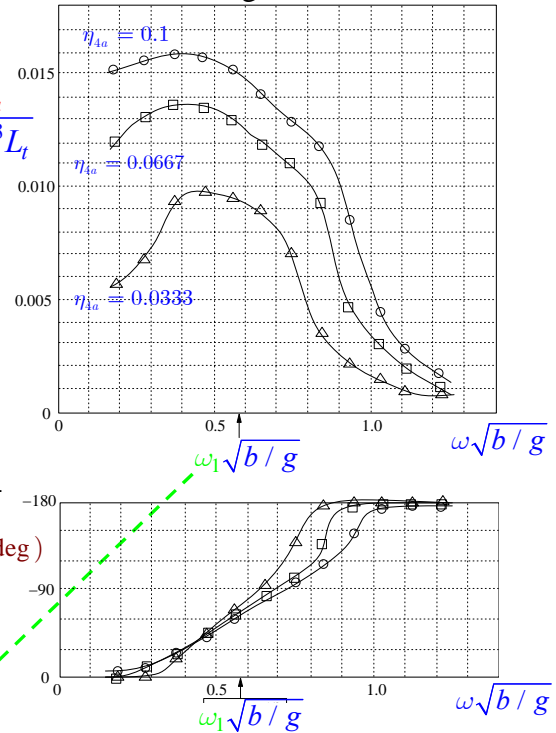 η₄ₐ = 0.1
0.015
L_t
η₄ₐ = 0.0667
0.010
η₄ₐ = 0.0333
0.005
0
0.5
1.0
ω₁√b / g
ω√b / g
−180
deg )
−90
0
0
0.5
1.0
ω₁√b / g
ω√b / g